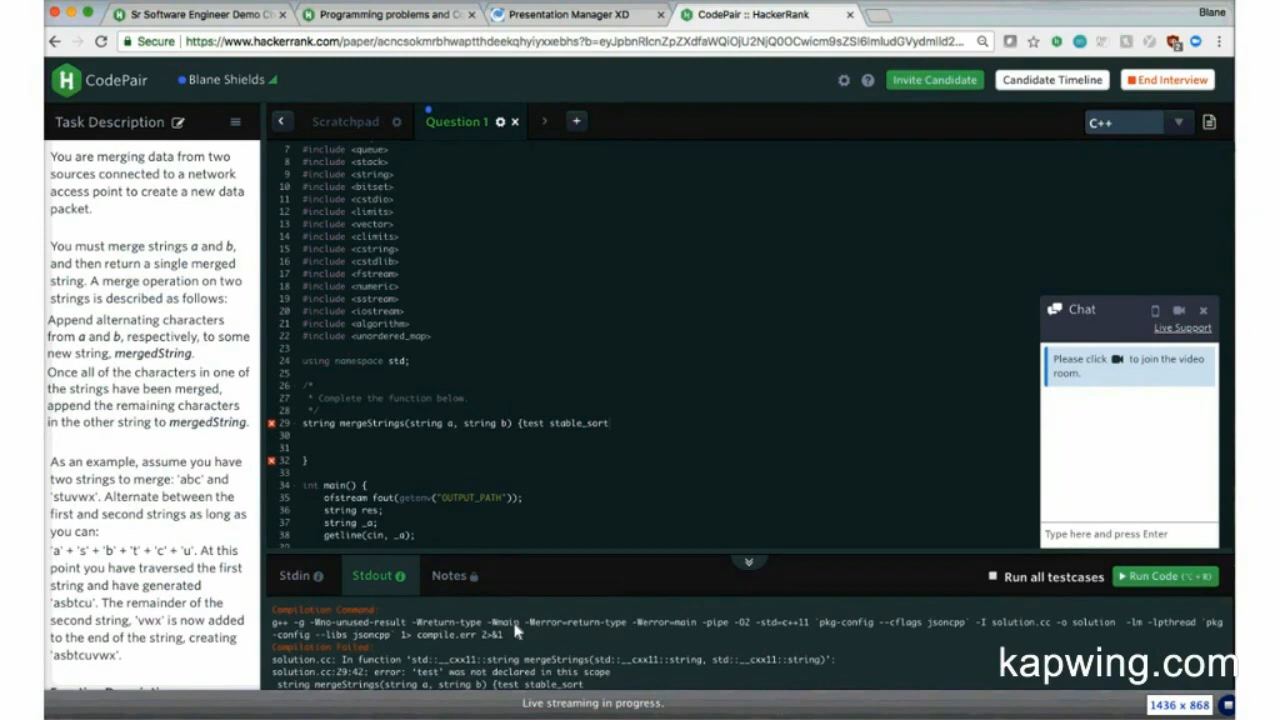 Sr Software Engineer Demo
Programming problems and Co
Presentation Manager XD
CodePair :: HackerRank
Blane
Secure
CodePair
Blane Shields
Invite Candidate
Candidate Timeline
End Interview
Task Description
Scratchpad
Question 1
C++
You are merging data from two
sources connected to a network
access point to create a new data
packet.
You must merge strings a and b,
and then return a single merged
string. A merge operation on two
strings is described as follows:
Append alternating characters
from a and b, respectively, to some
new string, mergedString.
Once all of the characters in one of
the strings have been merged,
append the remaining characters
in the other string to mergedString.
As an example, assume you have
two strings to merge: 'abc' and
'stuvwx'. Alternate between the
first and second strings as long as
you can:
'a' + 's' + 'b' + 't' + 'c' + 'u'. At this
point you have traversed the first
string and have generated
'asbtcu'. The remainder of the
second string, 'vwx' is now added
to the end of the string, creating
'asbtcuvwx'.
7 #include <queue>
8 #include <stack>
9 #include <string>
10 #include <bitset>
11 #include <cstdio>
12 #include <limits>
13 #include <vector>
14 #include <climits>
15 #include <cstring>
16 #include <cstdlib>
17 #include <fstream>
18 #include <numeric>
19 #include <sstream>
20 #include <iostream>
21 #include <algorithm>
22 #include <unordered_map>
23
24 using namespace std;
25
26 /*
27 * Complete the function below.
28 */
29 string mergeStrings(string a, string b) {test stable_sort
30
31
32 }
33
34 int main() {
35 ofstream fout(getenv("OUTPUT_PATH"));
36 string res;
37 string _a;
38 getline(cin, _a);
Chat
Live Support
Please click to join the video
room.
Type here and press Enter
Stdin
Stdout
Notes
Run all testcases
Run Code
Compilation Command:
g++ -g -Wno-unused-result -Wreturn-type -Wmain -Werror=return-type -Werror=main -pipe -O2 -std=c++11 `pkg-config --cflags jsoncpp` -I solution.cc -o solution -lm -lpthread `pkg
-config --libs jsoncpp` 1> compile.err 2>&1
Compilation Failed:
solution.cc: In function 'std::__cxx11::string mergeStrings(std::__cxx11::string, std::__cxx11::string)':
solution.cc:29:42: error: 'test' was not declared in this scope
string mergeStrings(string a, string b) {test stable_sort
kapwing.com
Live streaming in progress.
1436 x 868